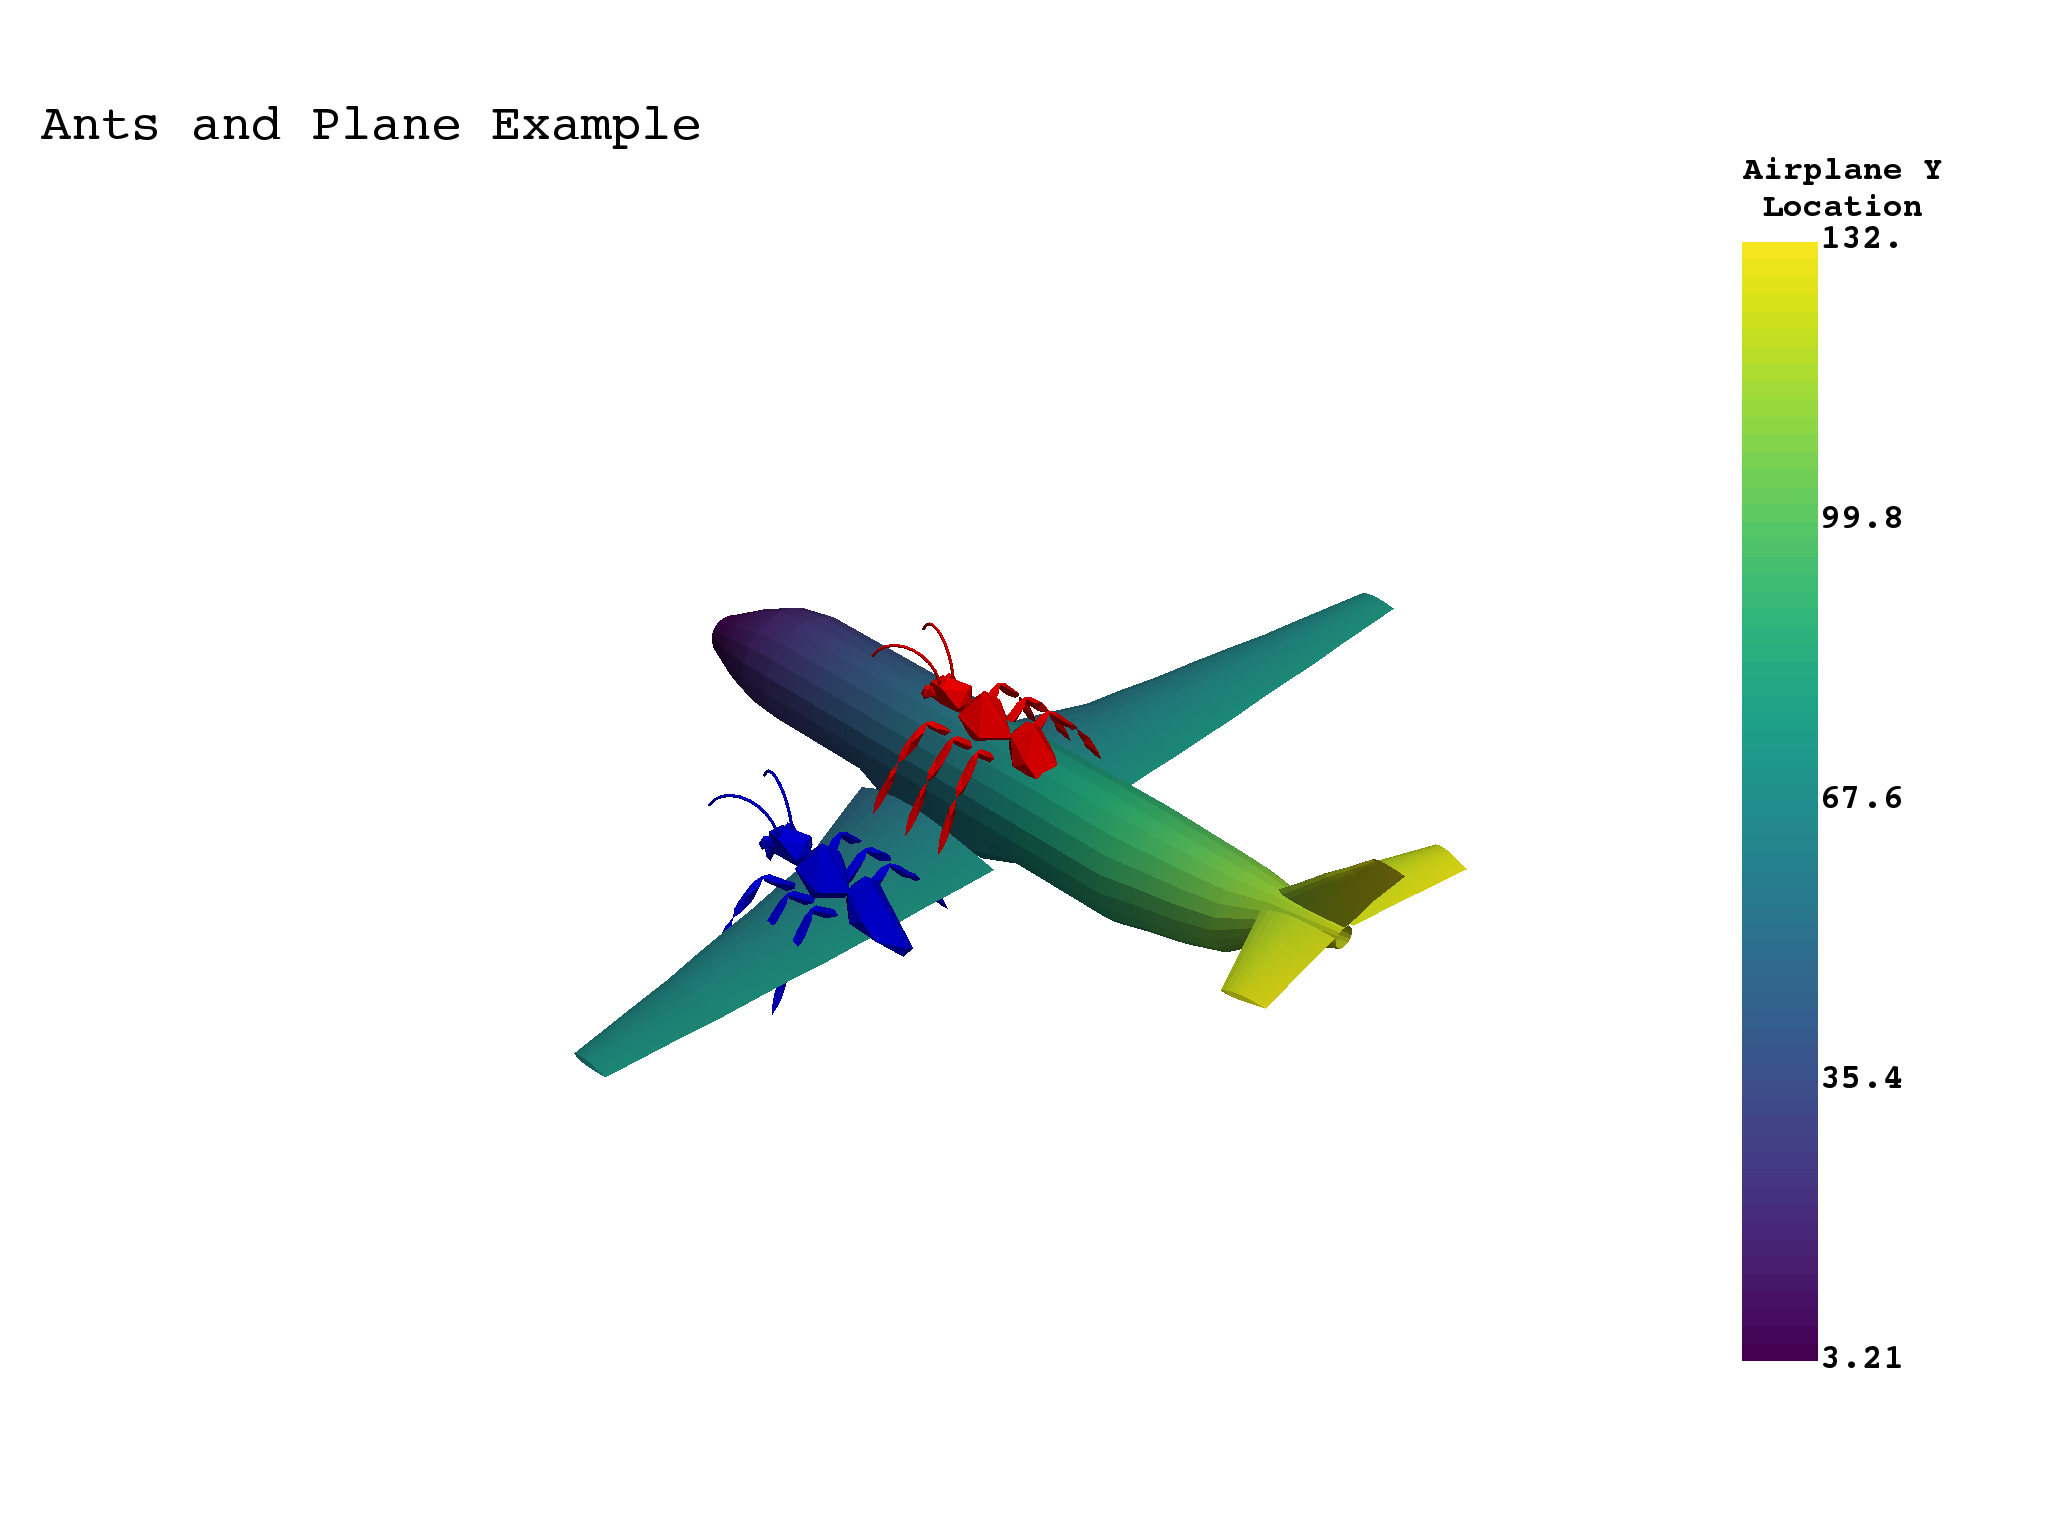 Ants and Plane Example
Airplane Y
Location
132.
99.8
67.6
35.4
3.21